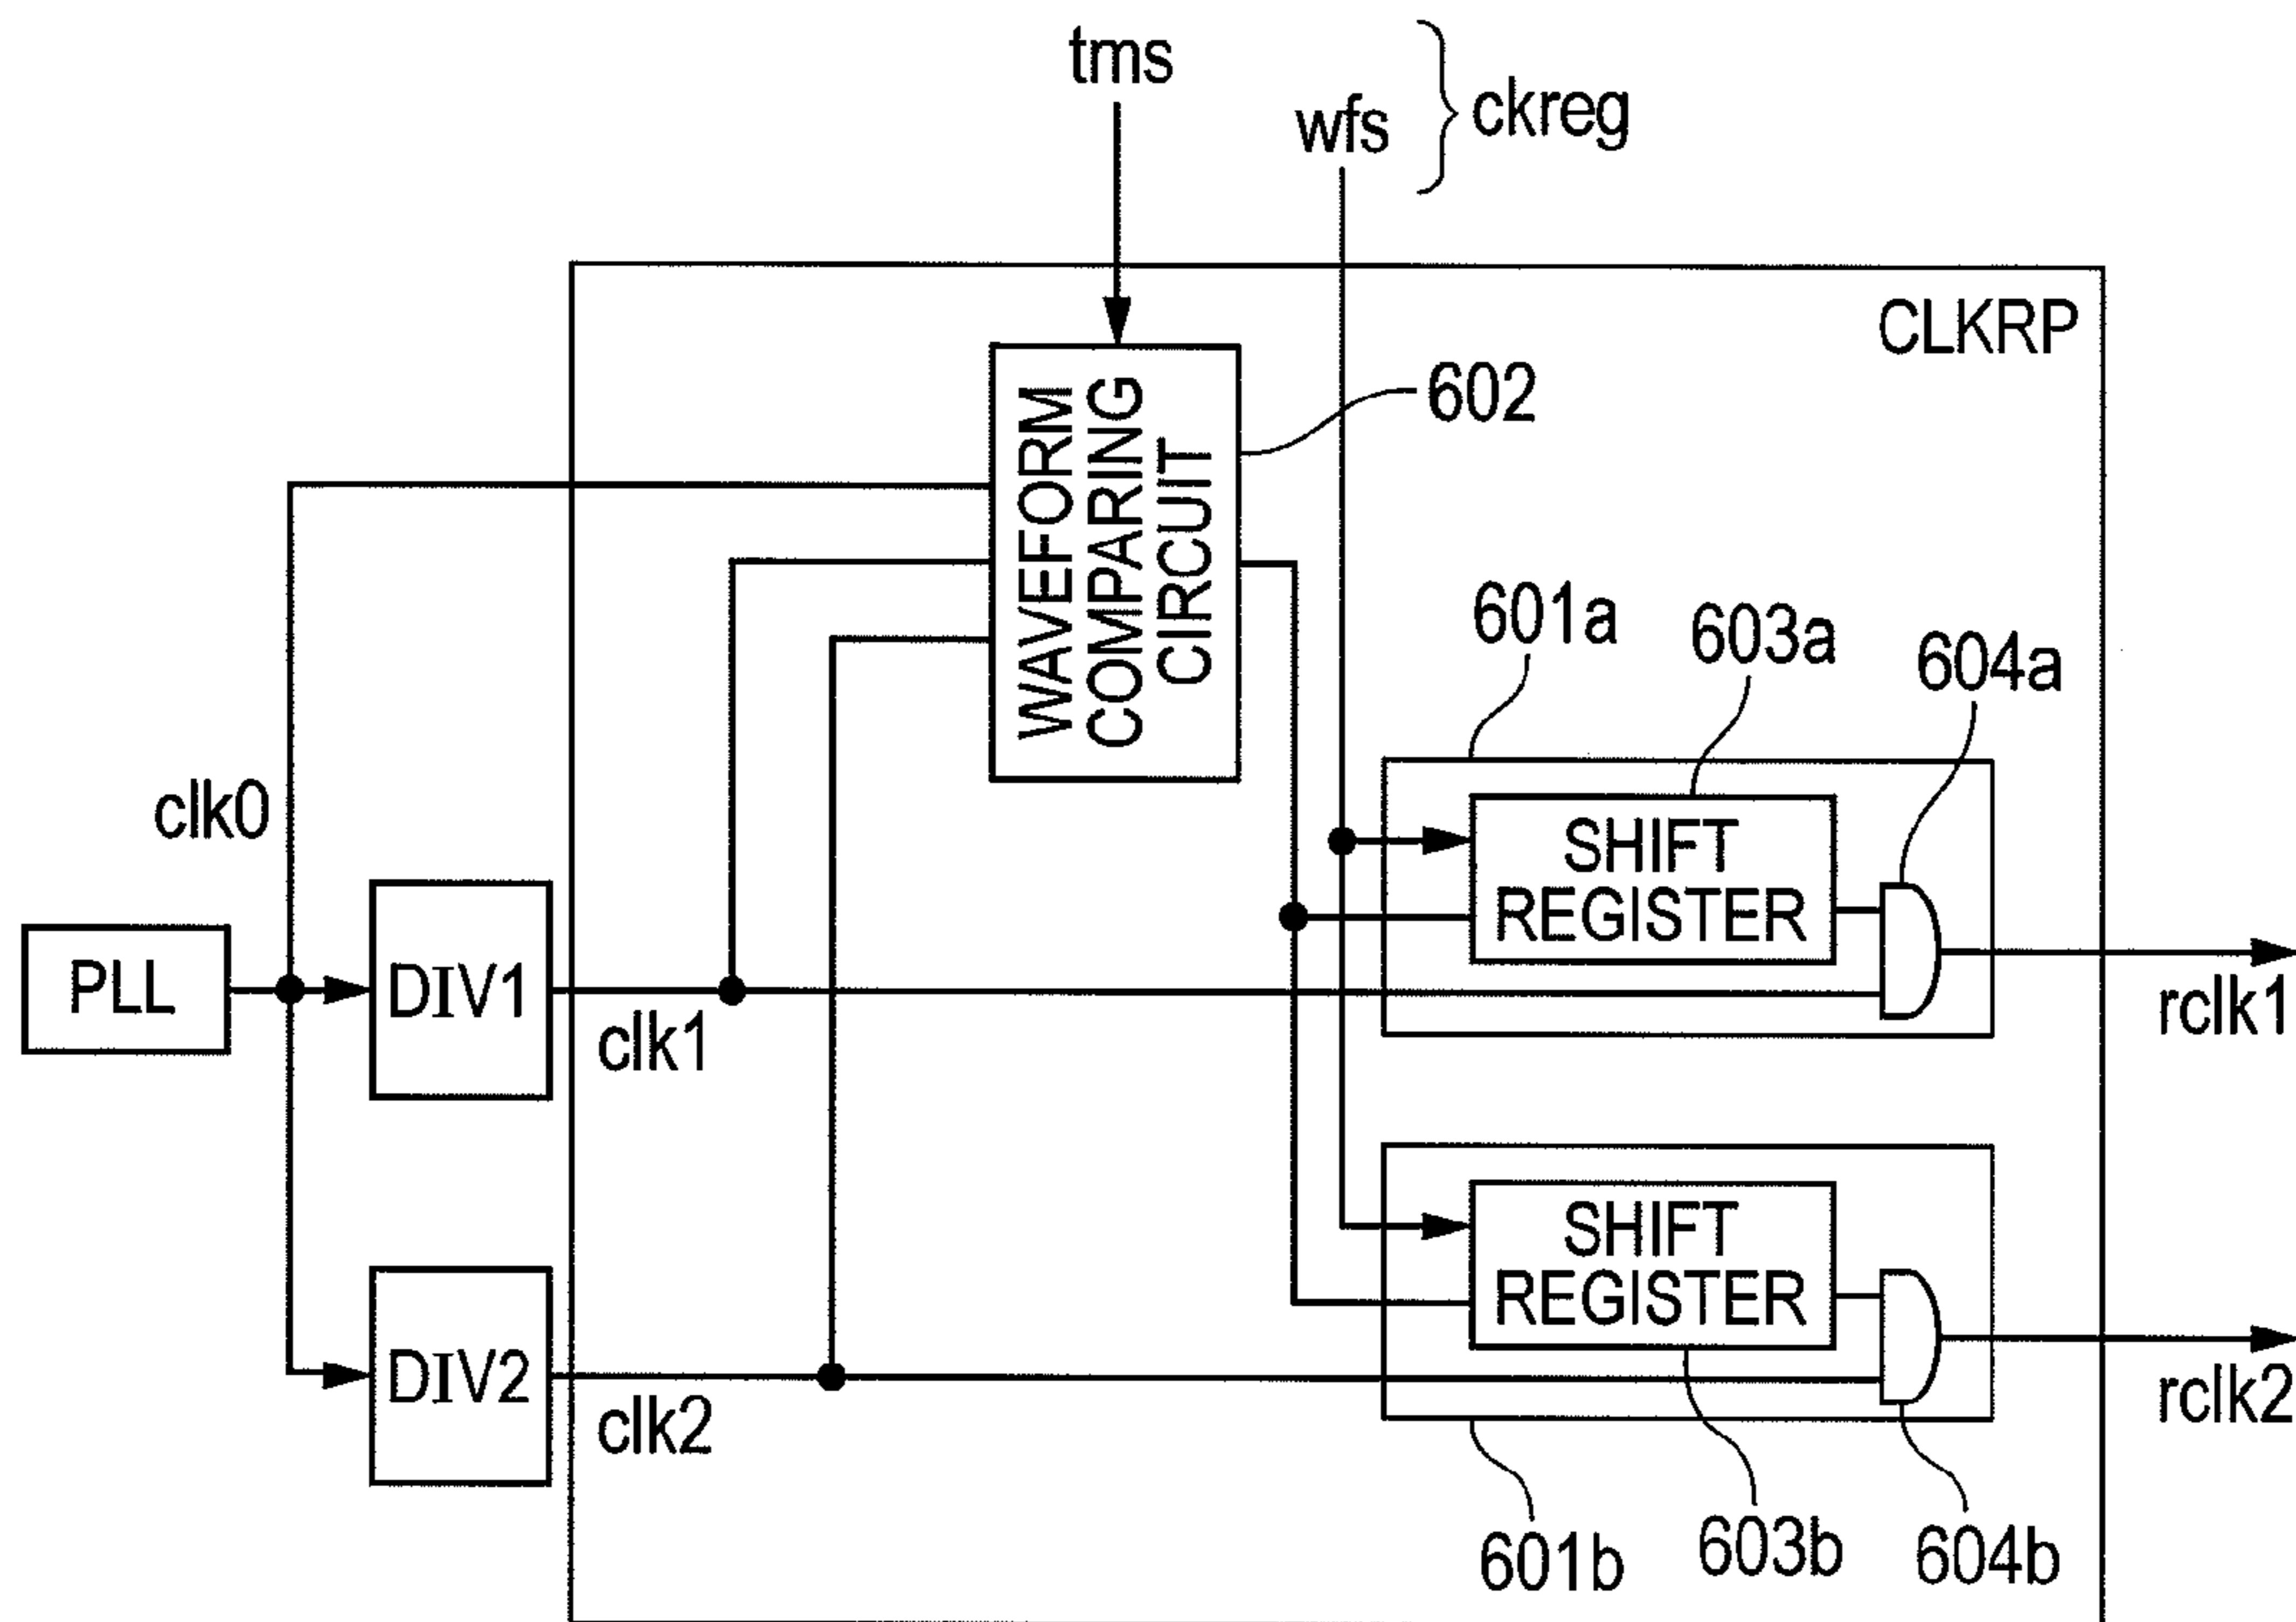 tms
wfs
ckreg
CLKRP
602
WAVEFORM
COMPARING
CIRCUIT
601a
603a
604a
clk0
SHIFT
REGISTER
PLL
DIV1
clk1
rclk1
SHIFT
REGISTER
DIV2
clk2
rclk2
601b
603b
604b